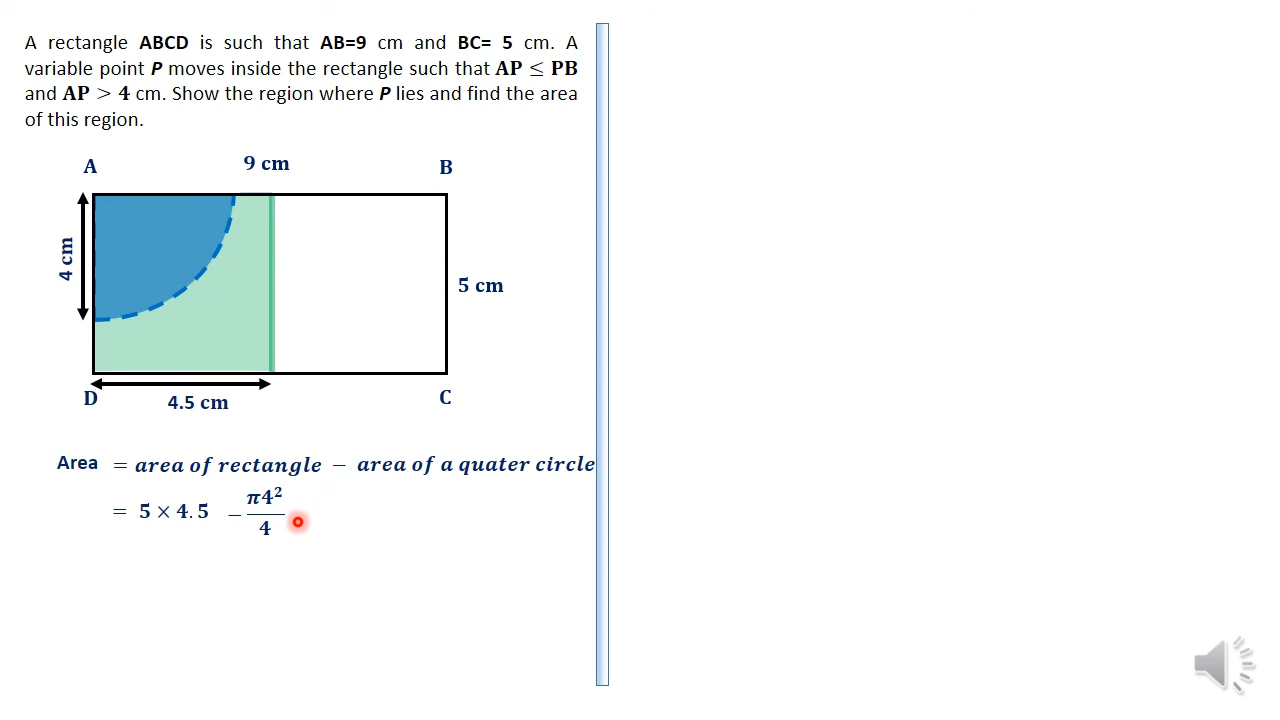 A rectangle ABCD is such that AB=9 cm and BC= 5 cm. A
variable point P moves inside the rectangle such that AP ≤ PB
and AP > 4 cm. Show the region where P lies and find the area
of this region.
A 9 cm B
4 cm
5 cm
D 4.5 cm C
Area = area of rectangle − area of a quater circle
= 5 × 4.5 − π4²/4